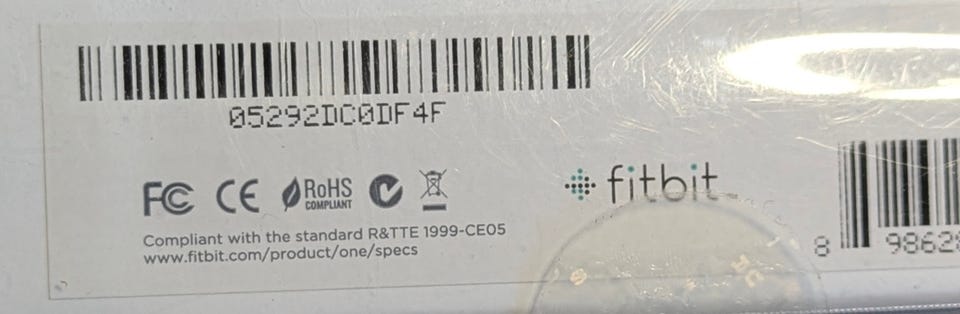 05292DC0DF4F
FC CE RoHS
COMPLIANT
fitbit
Compliant with the standard R&TTE 1999-CE05
www.fitbit.com/product/one/specs
8 98628